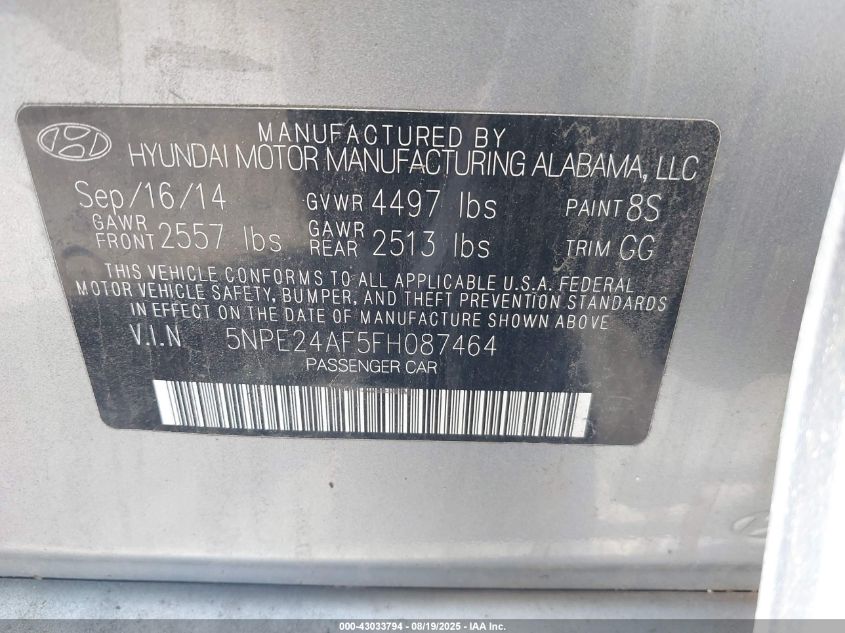 MANUFACTURED BY
HYUNDAI MOTOR MANUFACTURING ALABAMA, LLC
Sep/16/14 GVWR 4497 lbs PAINT 8S
GAWR FRONT 2557 lbs GAWR REAR 2513 lbs TRIM GG
THIS VEHICLE CONFORMS TO ALL APPLICABLE U.S.A. FEDERAL
MOTOR VEHICLE SAFETY, BUMPER, AND THEFT PREVENTION STANDARDS
IN EFFECT ON THE DATE OF MANUFACTURE SHOWN ABOVE
V.I.N 5NPE24AF5FH087464
PASSENGER CAR
000-43033794 - 08/19/2025 - IAA Inc.